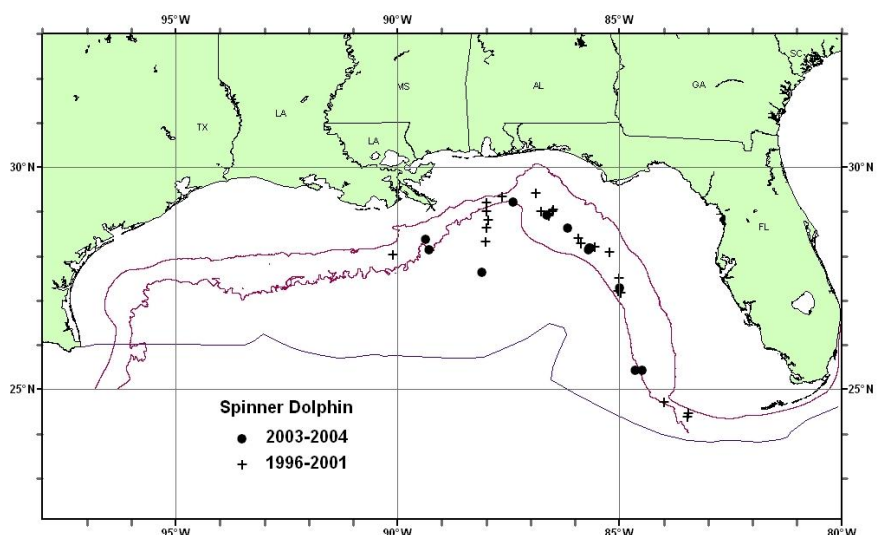 95°W 90°W 85°W 80°W
SC
MS AL GA
LA
TX
LA
30°N 30°N
FL
25°N 25°N
Spinner Dolphin
2003-2004
1996-2001
95°W 90°W 85°W 80°W